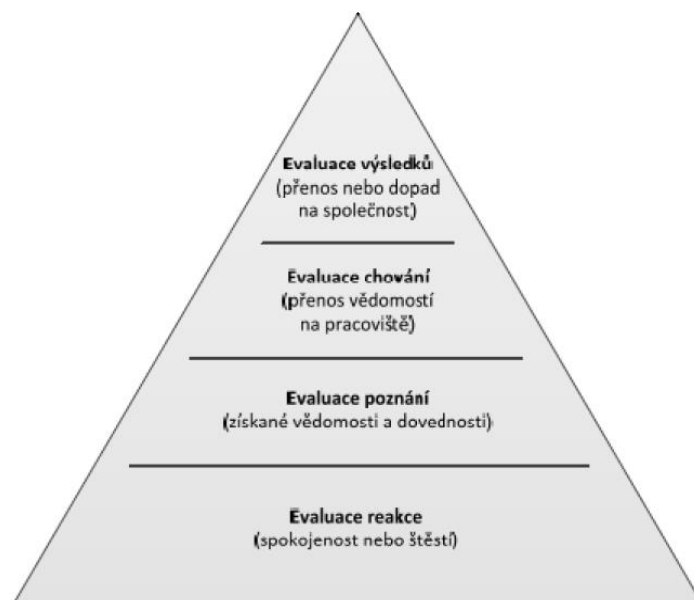 Evaluace výsledků
(přenos nebo dopad
na společnost)
Evaluace chování
(přenos vědomostí
na pracoviště)
Evaluace poznání
(získané vědomosti a dovednosti)
Evaluace reakce
(spokojenost nebo štěstí)